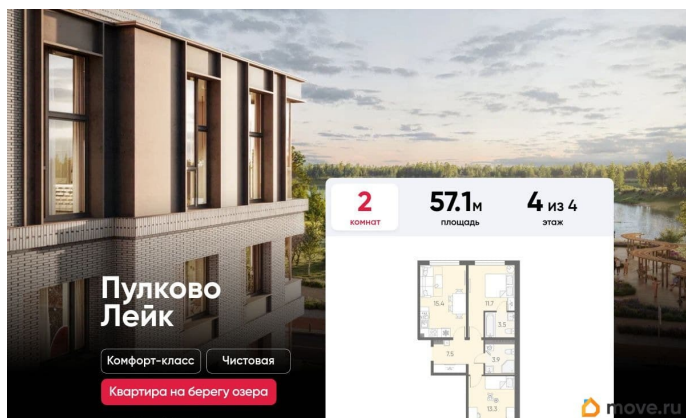 2
комнат
57.1м
площадь
4 из 4
этаж
15.4
11.7
3.5
7.5
3.9
13.3
Пулково
Лейк
Комфорт-класс
Чистовая
Квартира на берегу озера
move.ru